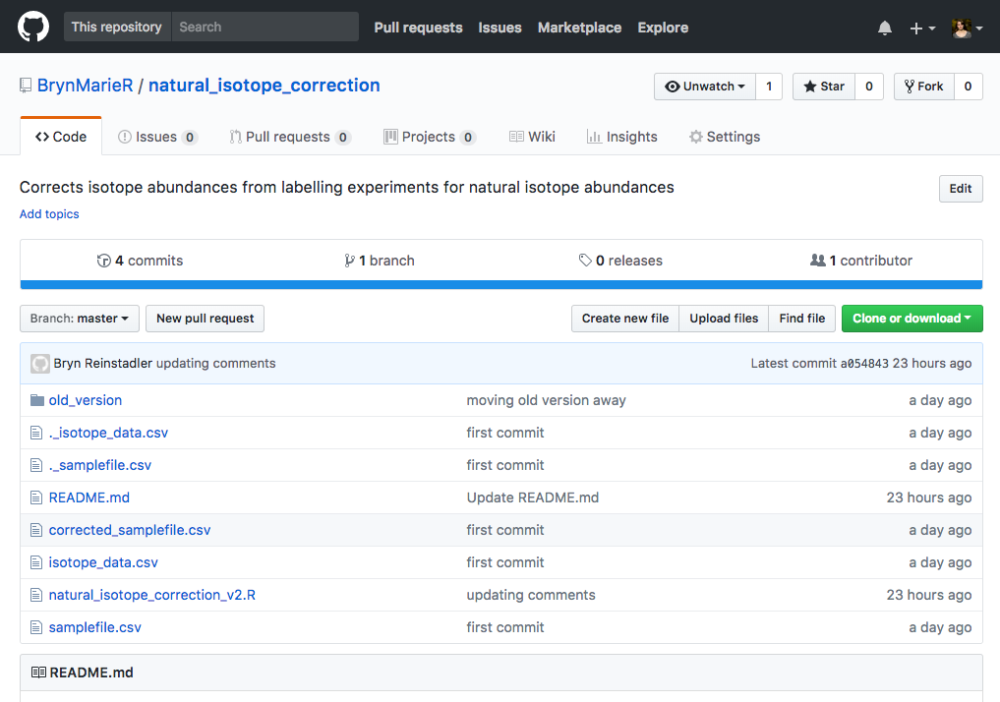 This repository Search Pull requests Issues Marketplace Explore
BrynMarieR / natural_isotope_correction Unwatch 1 Star 0 Fork 0
Code Issues 0 Pull requests 0 Projects 0 Wiki Insights Settings
Corrects isotope abundances from labelling experiments for natural isotope abundances Edit
Add topics
4 commits 1 branch 0 releases 1 contributor
Branch: master New pull request Create new file Upload files Find file Clone or download
Bryn Reinstadler updating comments Latest commit a054843 23 hours ago
old_version moving old version away a day ago
._isotope_data.csv first commit a day ago
._samplefile.csv first commit a day ago
README.md Update README.md 23 hours ago
corrected_samplefile.csv first commit a day ago
isotope_data.csv first commit a day ago
natural_isotope_correction_v2.R updating comments 23 hours ago
samplefile.csv first commit a day ago
README.md